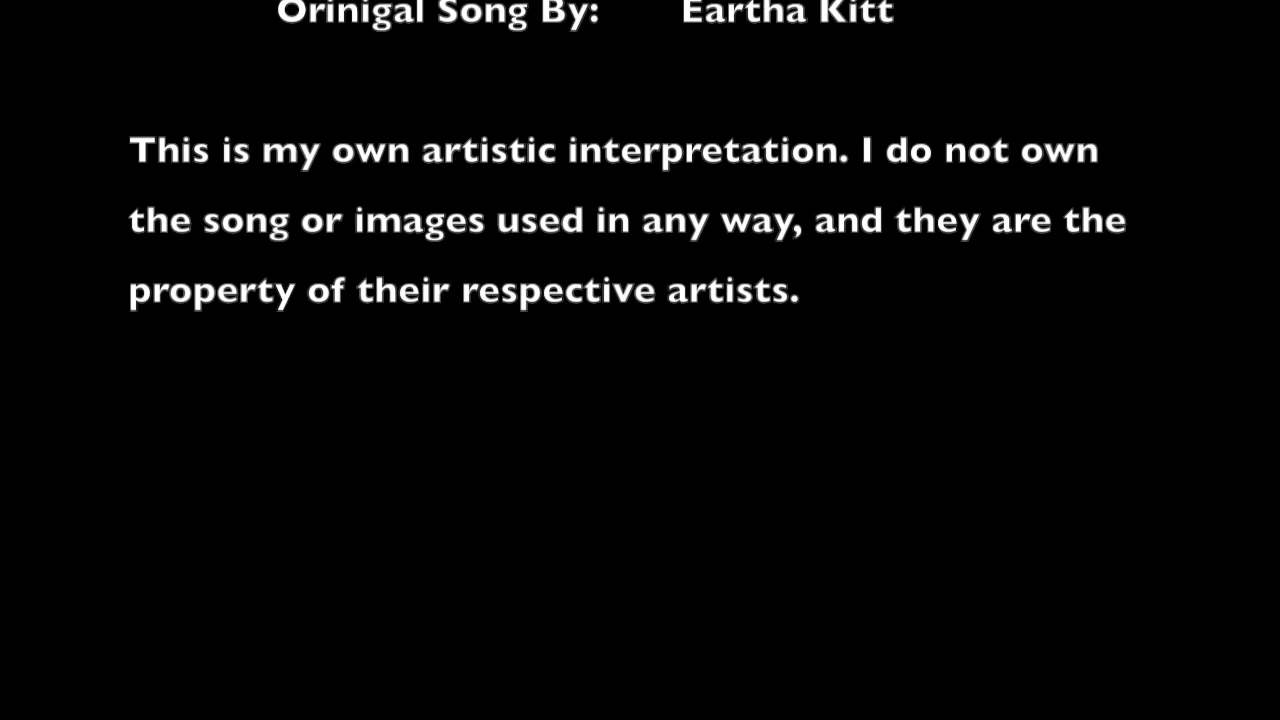 Orinigal Song By: Eartha Kitt
This is my own artistic interpretation. I do not own
the song or images used in any way, and they are the
property of their respective artists.